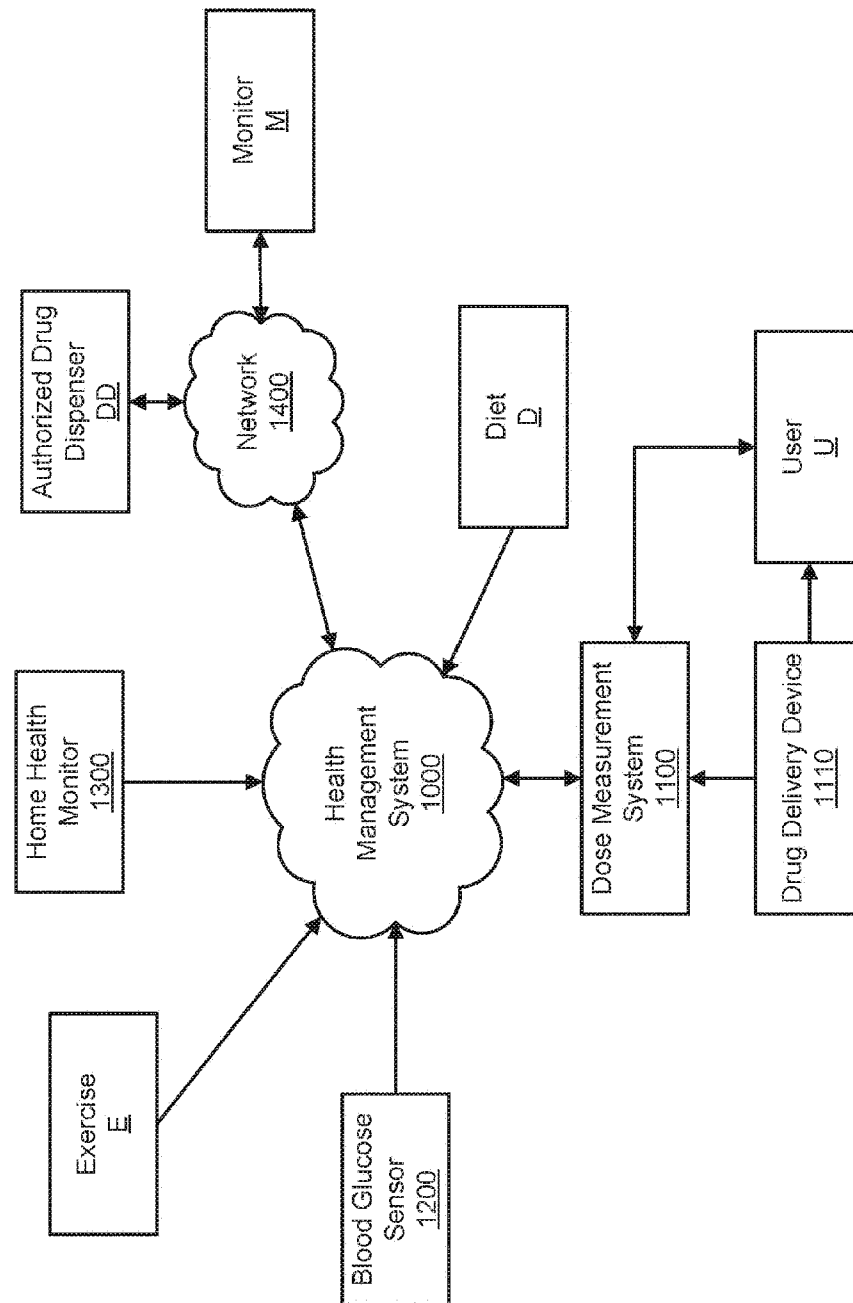 Exercise
E
Home Health
Monitor
1300
Authorized Drug
Dispenser
DD
Monitor
M
Network
1400
Blood Glucose
Sensor
1200
Health
Management
System
1000
Diet
D
Dose Measurement
System
1100
Drug Delivery Device
1110
User
U